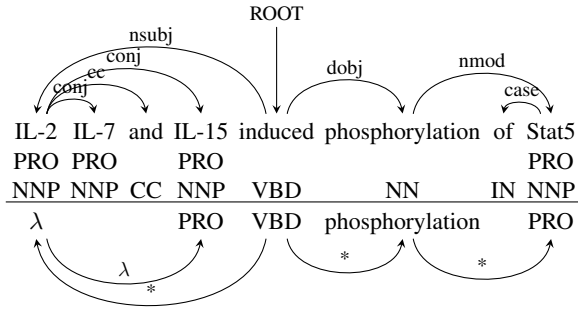 ROOT
nsubj
conj
cc
conj
dobj
nmod
case
IL-2 IL-7 and IL-15 induced phosphorylation of Stat5
PRO PRO PRO PRO
NNP NNP CC NNP VBD NN IN NNP
λ PRO VBD phosphorylation PRO
λ * *
*